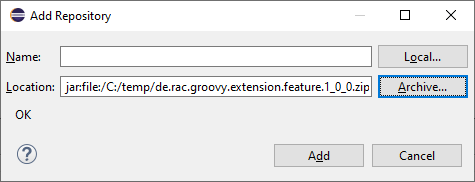 Add Repository
Name:
Local...
Location: jar:file:/C:/temp/de.rac.groovy.extension.feature.1_0_0.zip
Archive...
OK
?
Add
Cancel